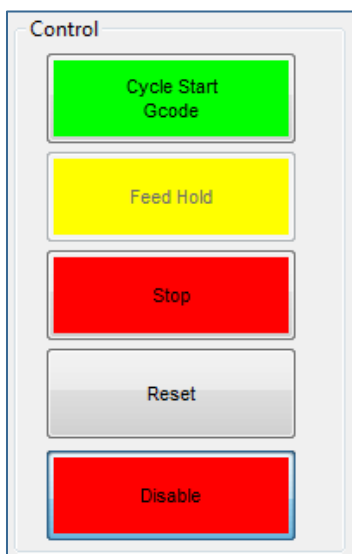 Control
Cycle Start
Gcode
Feed Hold
Stop
Reset
Disable